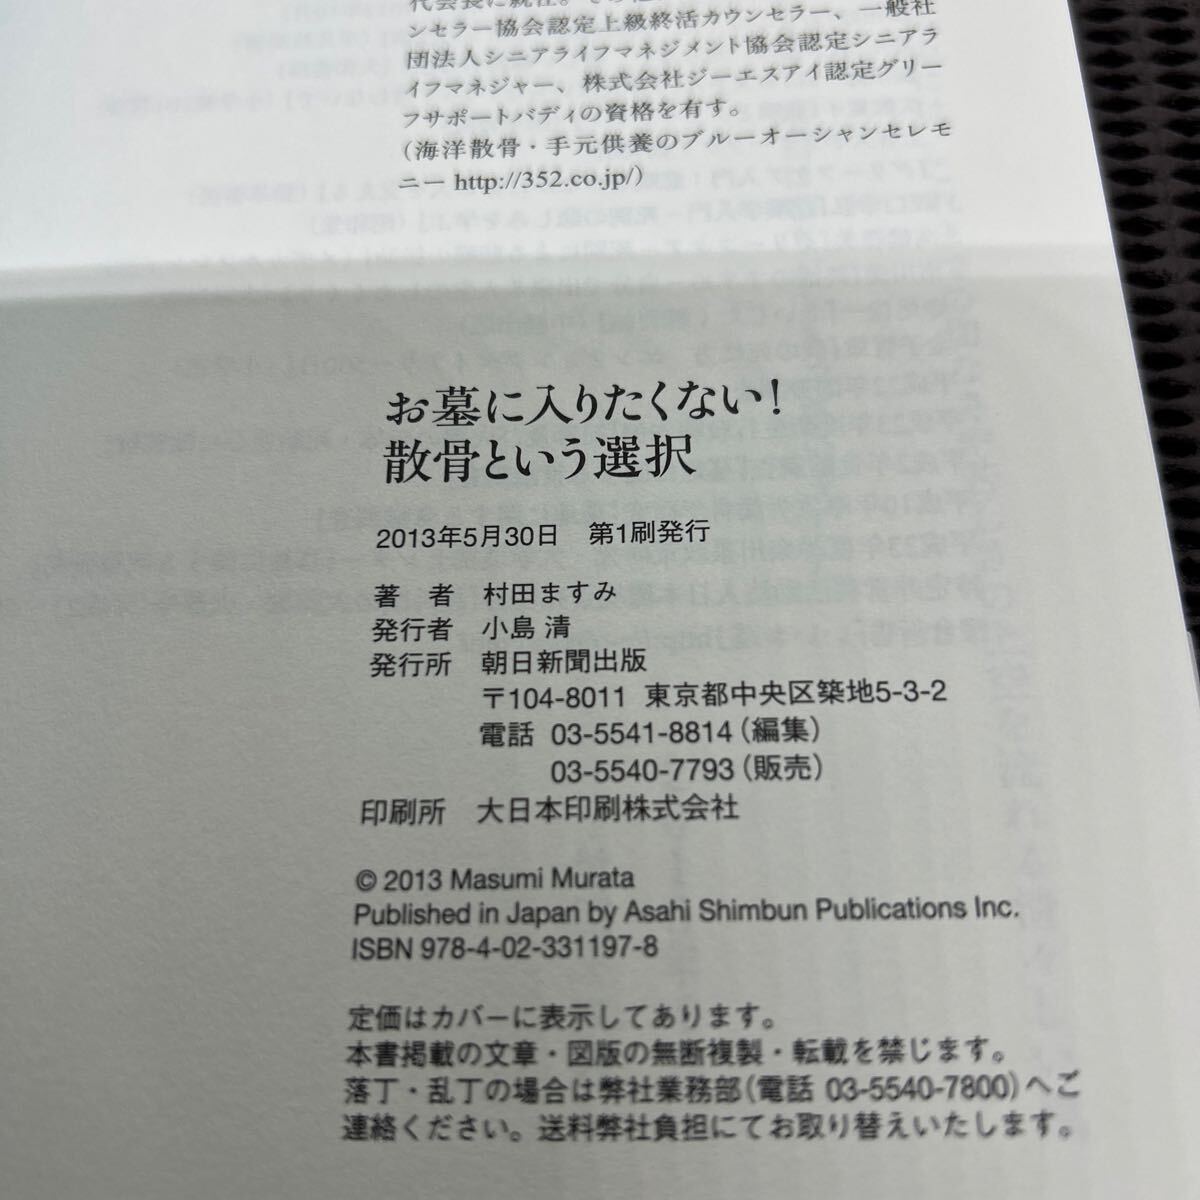 ンセラー協会認定上級終活カウンセラー、一般社
団法人シニアライフマネジメント協会認定シニアラ
イフマネジャー、株式会社ジーエスアイ認定グリー
フサポートバディの資格を有す。
（海洋散骨・手元供養のブルーオーシャンセレモ
ニー http://352.co.jp/）
お墓に入りたくない！
散骨という選択
2013年5月30日　第1刷発行
著　者　村田ますみ
発行者　小島 清
発行所　朝日新聞出版
〒104-8011　東京都中央区築地5-3-2
電話　03-5541-8814（編集）
03-5540-7793（販売）
印刷所　大日本印刷株式会社
© 2013 Masumi Murata
Published in Japan by Asahi Shimbun Publications Inc.
ISBN 978-4-02-331197-8
定価はカバーに表示してあります。
本書掲載の文章・図版の無断複製・転載を禁じます。
落丁・乱丁の場合は弊社業務部（電話 03-5540-7800）へご
連絡ください。送料弊社負担にてお取り替えいたします。